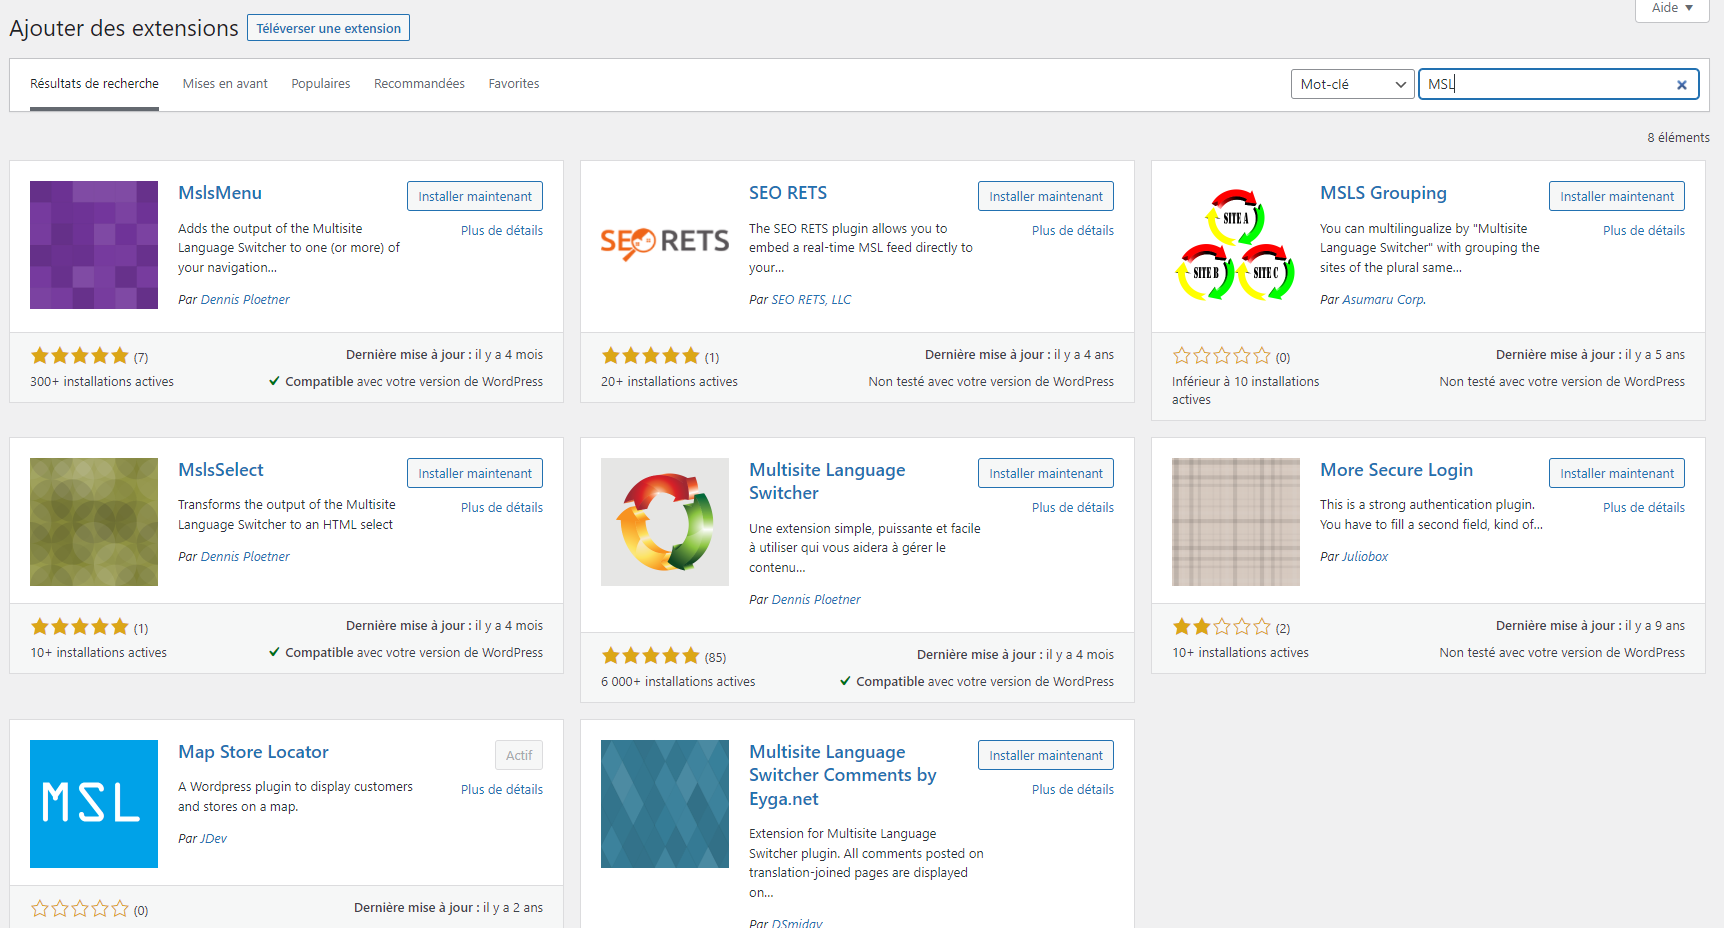 Aide
Ajouter des extensions
Téléverser une extension
Résultats de recherche
Mises en avant
Populaires
Recommandées
Favorites
Mot-clé
MSL
8 éléments
MslsMenu
Installer maintenant
Plus de détails
Adds the output of the Multisite
Language Switcher to one (or more) of
your navigation...
Par Dennis Ploetner
(7)
300+ installations actives
Dernière mise à jour : il y a 4 mois
Compatible avec votre version de WordPress
SEO RETS
SEO RETS
Installer maintenant
Plus de détails
The SEO RETS plugin allows you to
embed a real-time MSL feed directly to
your...
Par SEO RETS, LLC
(1)
20+ installations actives
Dernière mise à jour : il y a 4 ans
Non testé avec votre version de WordPress
SITE A
SITE B
SITE C
MSLS Grouping
Installer maintenant
Plus de détails
You can multilingualize by "Multisite
Language Switcher" with grouping the
sites of the plural same...
Par Asumaru Corp.
(0)
Inférieur à 10 installations
actives
Dernière mise à jour : il y a 5 ans
Non testé avec votre version de WordPress
MslsSelect
Installer maintenant
Plus de détails
Transforms the output of the Multisite
Language Switcher to an HTML select
Par Dennis Ploetner
(1)
10+ installations actives
Dernière mise à jour : il y a 4 mois
Compatible avec votre version de WordPress
Multisite Language
Switcher
Installer maintenant
Plus de détails
Une extension simple, puissante et facile
à utiliser qui vous aidera à gérer le
contenu...
Par Dennis Ploetner
(85)
6 000+ installations actives
Dernière mise à jour : il y a 4 mois
Compatible avec votre version de WordPress
More Secure Login
Installer maintenant
Plus de détails
This is a strong authentication plugin.
You have to fill a second field, kind of...
Par Juliobox
(2)
10+ installations actives
Dernière mise à jour : il y a 9 ans
Non testé avec votre version de WordPress
MSL
Map Store Locator
Actif
Plus de détails
A Wordpress plugin to display customers
and stores on a map.
Par JDev
(0)
Dernière mise à jour : il y a 2 ans
Multisite Language
Switcher Comments by
Eyga.net
Installer maintenant
Plus de détails
Extension for Multisite Language
Switcher plugin. All comments posted on
translation-joined pages are displayed
on...
Par DSmidav